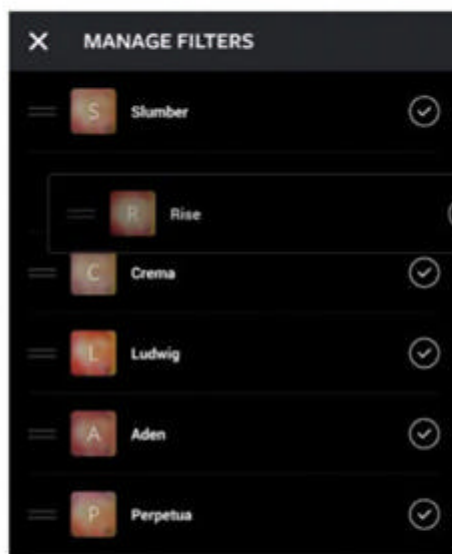 MANAGE FILTERS
S Slumber
R Rise
C Crema
L Ludwig
A Aden
P Perpetua